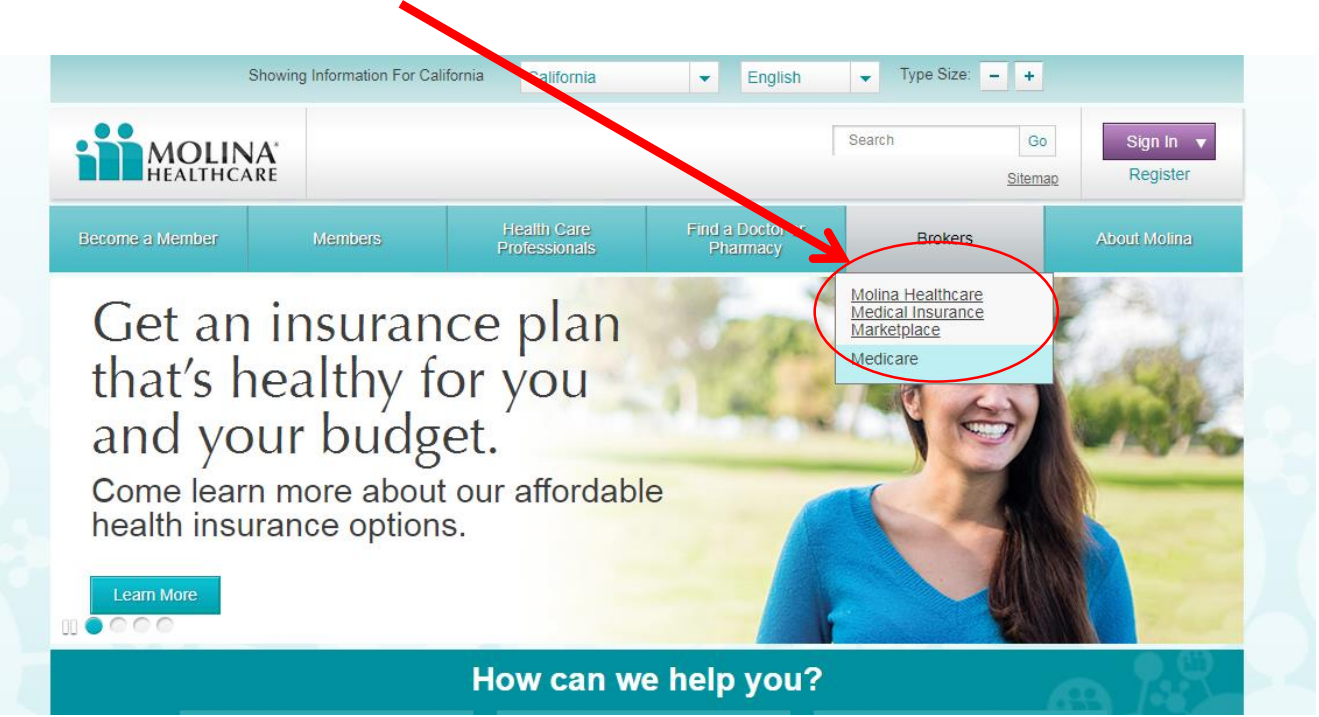 Showing Information For California
California
English
Type Size: - +
MOLINA®
HEALTHCARE
Search
Go
Sitemap
Sign In
Register
Become a Member
Members
Health Care
Professionals
Find a Doctor or
Pharmacy
Brokers
About Molina
Molina Healthcare
Medical Insurance
Marketplace
Medicare
Get an insurance plan
that's healthy for you
and your budget.
Come learn more about our affordable
health insurance options.
Learn More
How can we help you?